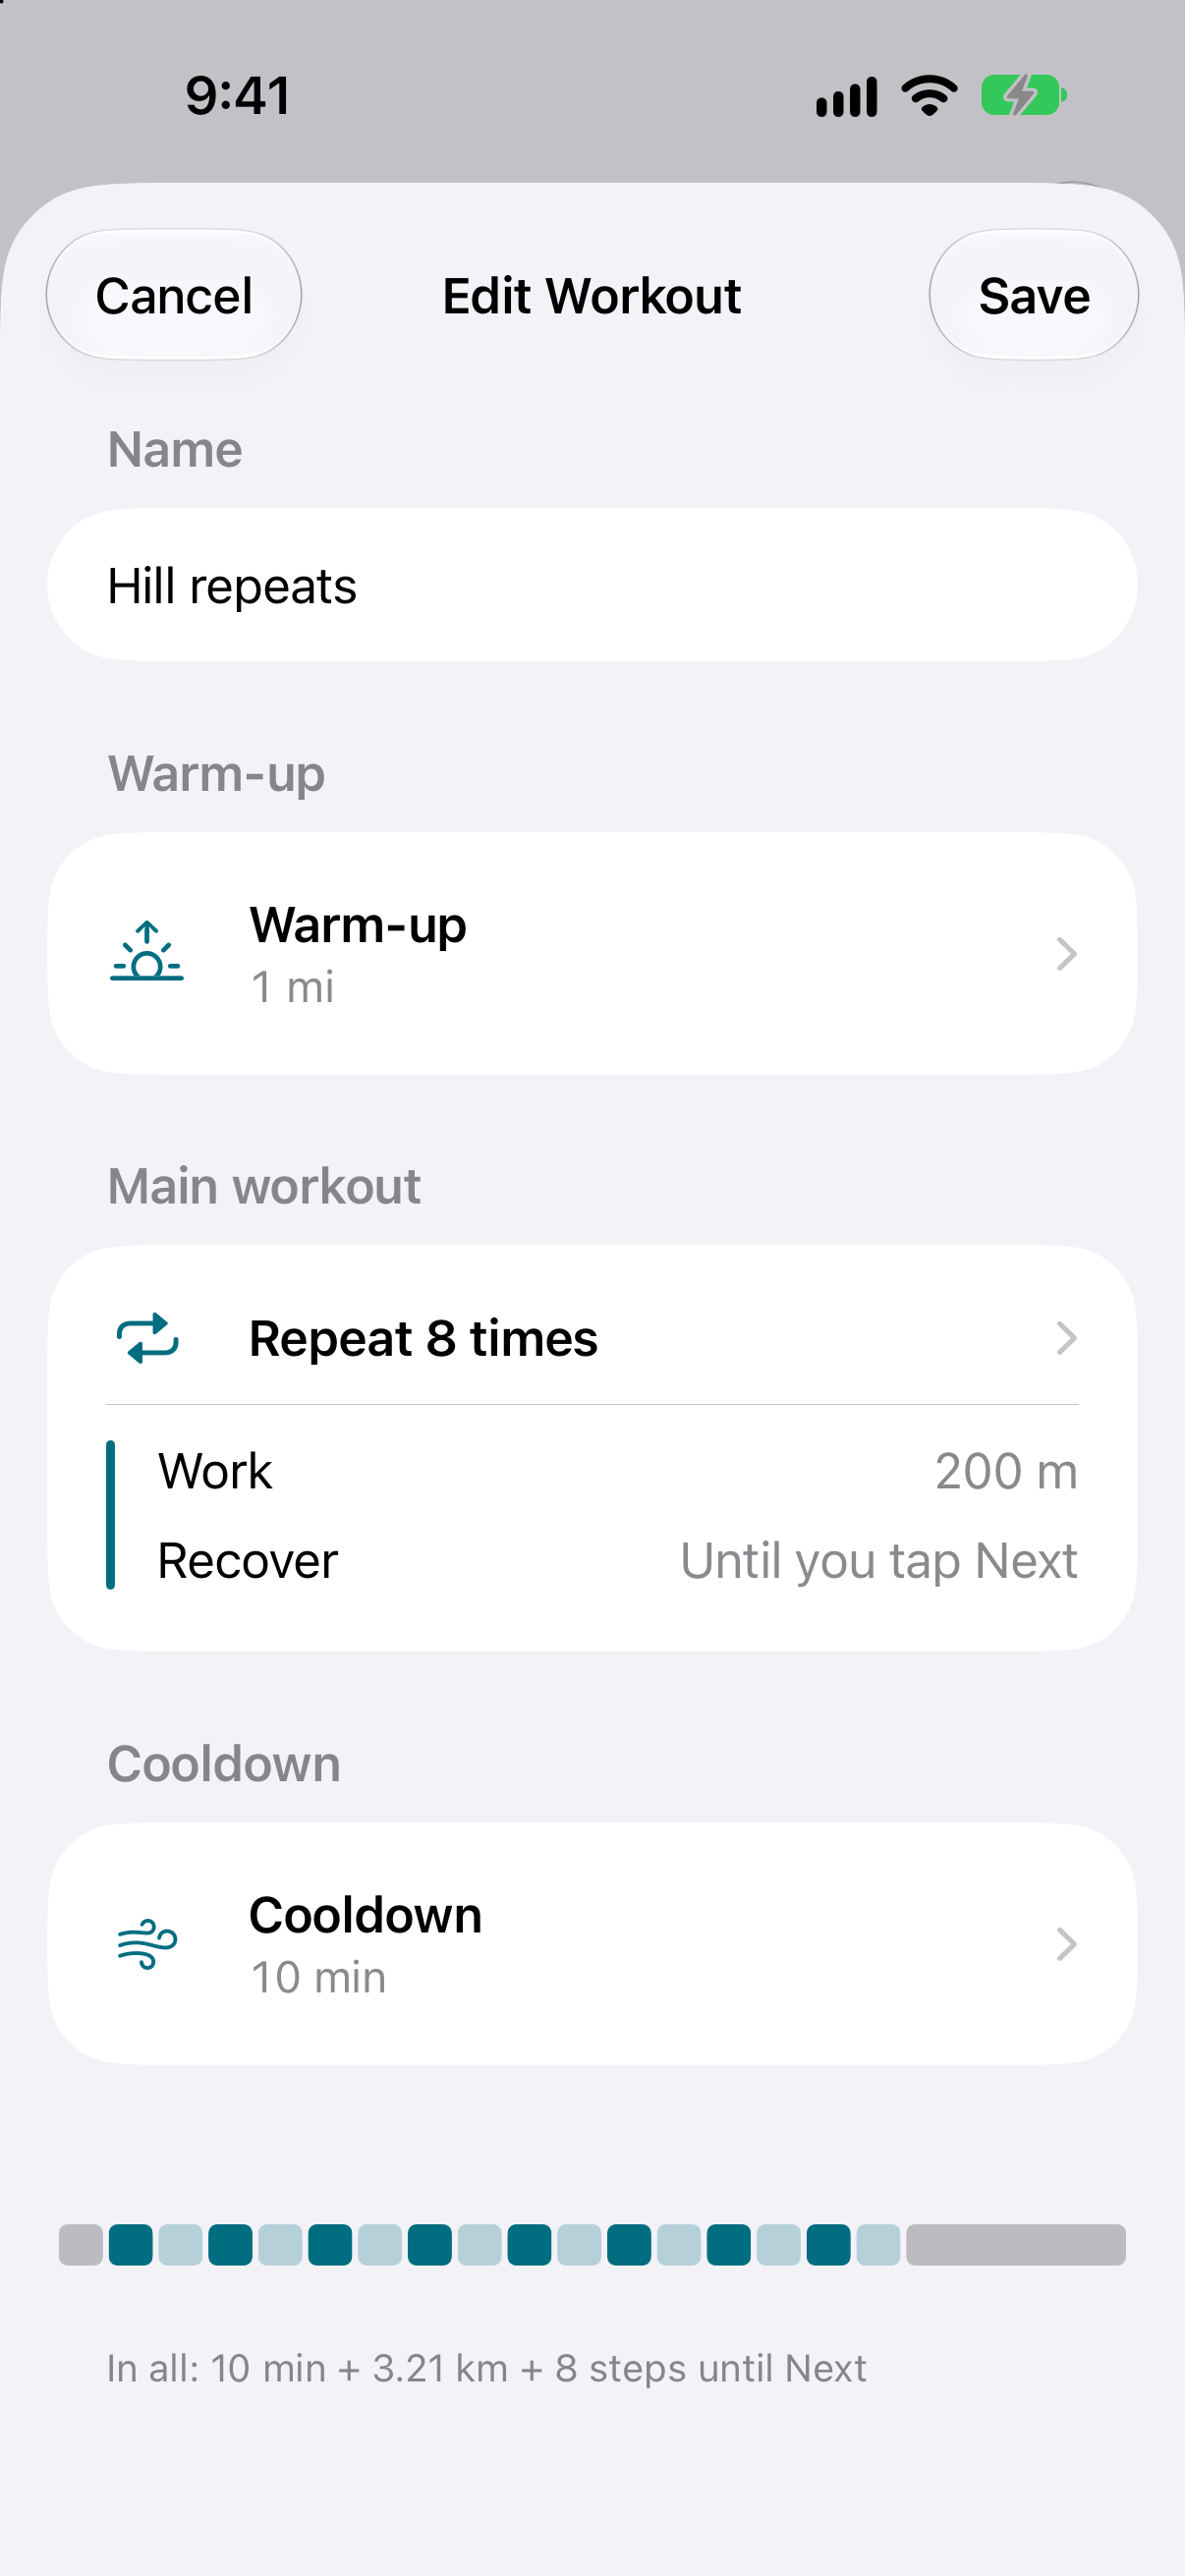 9:41
Cancel
Edit Workout
Save
Name
Hill repeats
Warm-up
Warm-up
1 mi
Main workout
Repeat 8 times
Work 200 m
Recover Until you tap Next
Cooldown
Cooldown
10 min
In all: 10 min + 3.21 km + 8 steps until Next